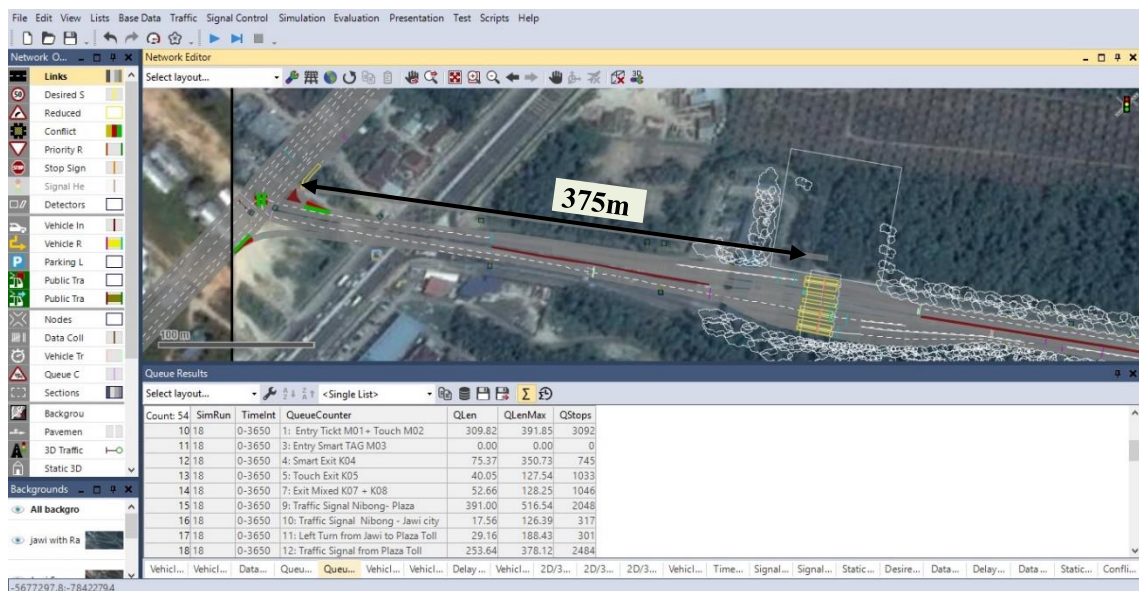 File Edit View Lists Base Data Traffic Signal Control Simulation Evaluation Presentation Test Scripts Help
Network O...
Network Editor
Links
Select layout...
50 Desired S
Reduced
Conflict
Priority R
STOP Stop Sign
Signal He
Detectors
Vehicle In
Vehicle R
P Parking L
Public Tra
Public Tra
Nodes
Data Coll
Vehicle Tr
Queue C
Sections
Backgrou
Pavemen
3D Traffic
Static 3D
375m
100 m
Queue Results
Select layout... <Single List>
Count: 54 SimRun TimeInt QueueCounter QLen QLenMax QStops
10 18 0-3650 1: Entry Tickt M01+ Touch M02 309.82 391.85 3092
11 18 0-3650 3: Entry Smart TAG M03 0.00 0.00 0
12 18 0-3650 4: Smart Exit K04 75.37 350.73 745
13 18 0-3650 5: Touch Exit K05 40.05 127.54 1033
14 18 0-3650 7: Exit Mixed K07 + K08 52.66 128.25 1046
15 18 0-3650 9: Traffic Signal Nibong- Plaza 391.00 516.54 2048
16 18 0-3650 10: Traffic Signal Nibong - Jawi city 17.56 126.39 317
17 18 0-3650 11: Left Turn from Jawi to Plaza Toll 29.16 188.43 301
18 18 0-3650 12: Traffic Signal from Plaza Toll 253.64 378.12 2484
Backgrounds
All backgro
jawi with Ra
Vehicl... Vehicl... Data... Queu... Queu... Vehicl... Vehicl... Delay... Vehicl... 2D/3... 2D/3... 2D/3... Vehicl... Time... Signal... Signal... Static... Desire... Data... Delay... Data... Static... Confli...
-5677297.8:-784227.9.4